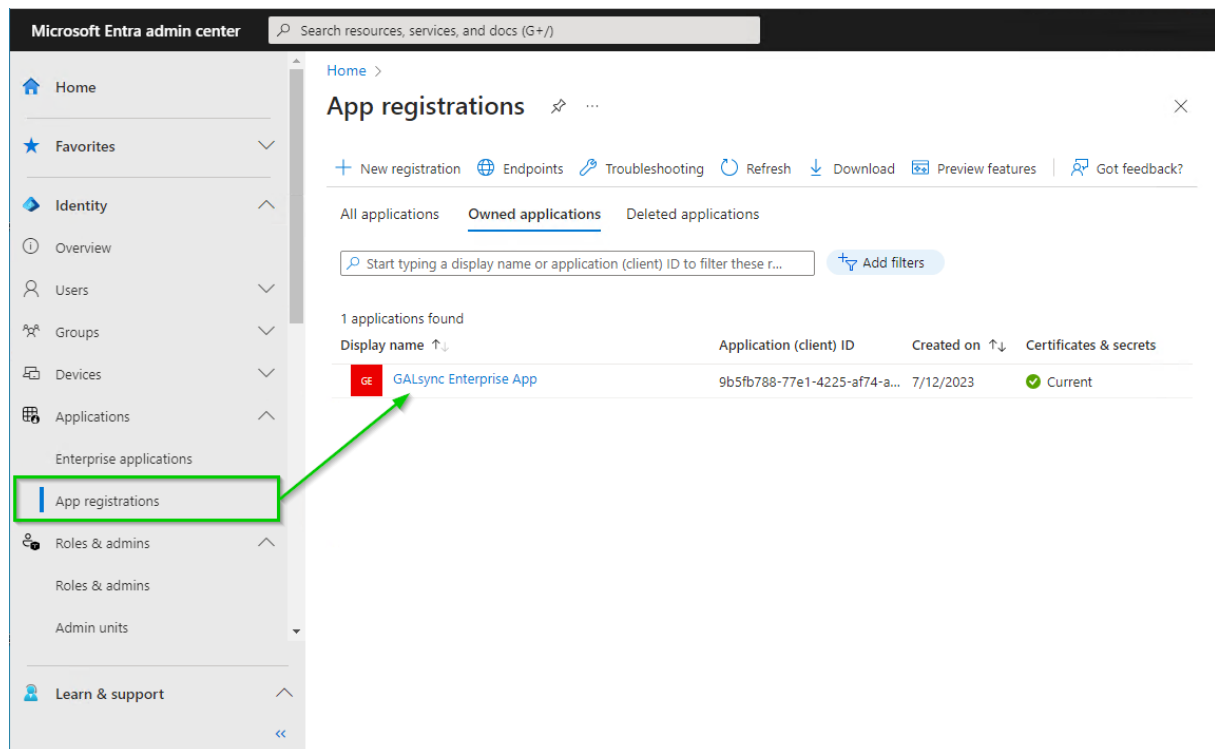 Microsoft Entra admin center
Search resources, services, and docs (G+/)
Home
Favorites
Identity
Overview
Users
Groups
Devices
Applications
Enterprise applications
App registrations
Roles & admins
Roles & admins
Admin units
Learn & support
Home >
App registrations
New registration Endpoints Troubleshooting Refresh Download Preview features Got feedback?
All applications Owned applications Deleted applications
Start typing a display name or application (client) ID to filter these r... Add filters
1 applications found
Display name Application (client) ID Created on Certificates & secrets
GE GALsync Enterprise App 9b5fb788-77e1-4225-af74-a... 7/12/2023 Current